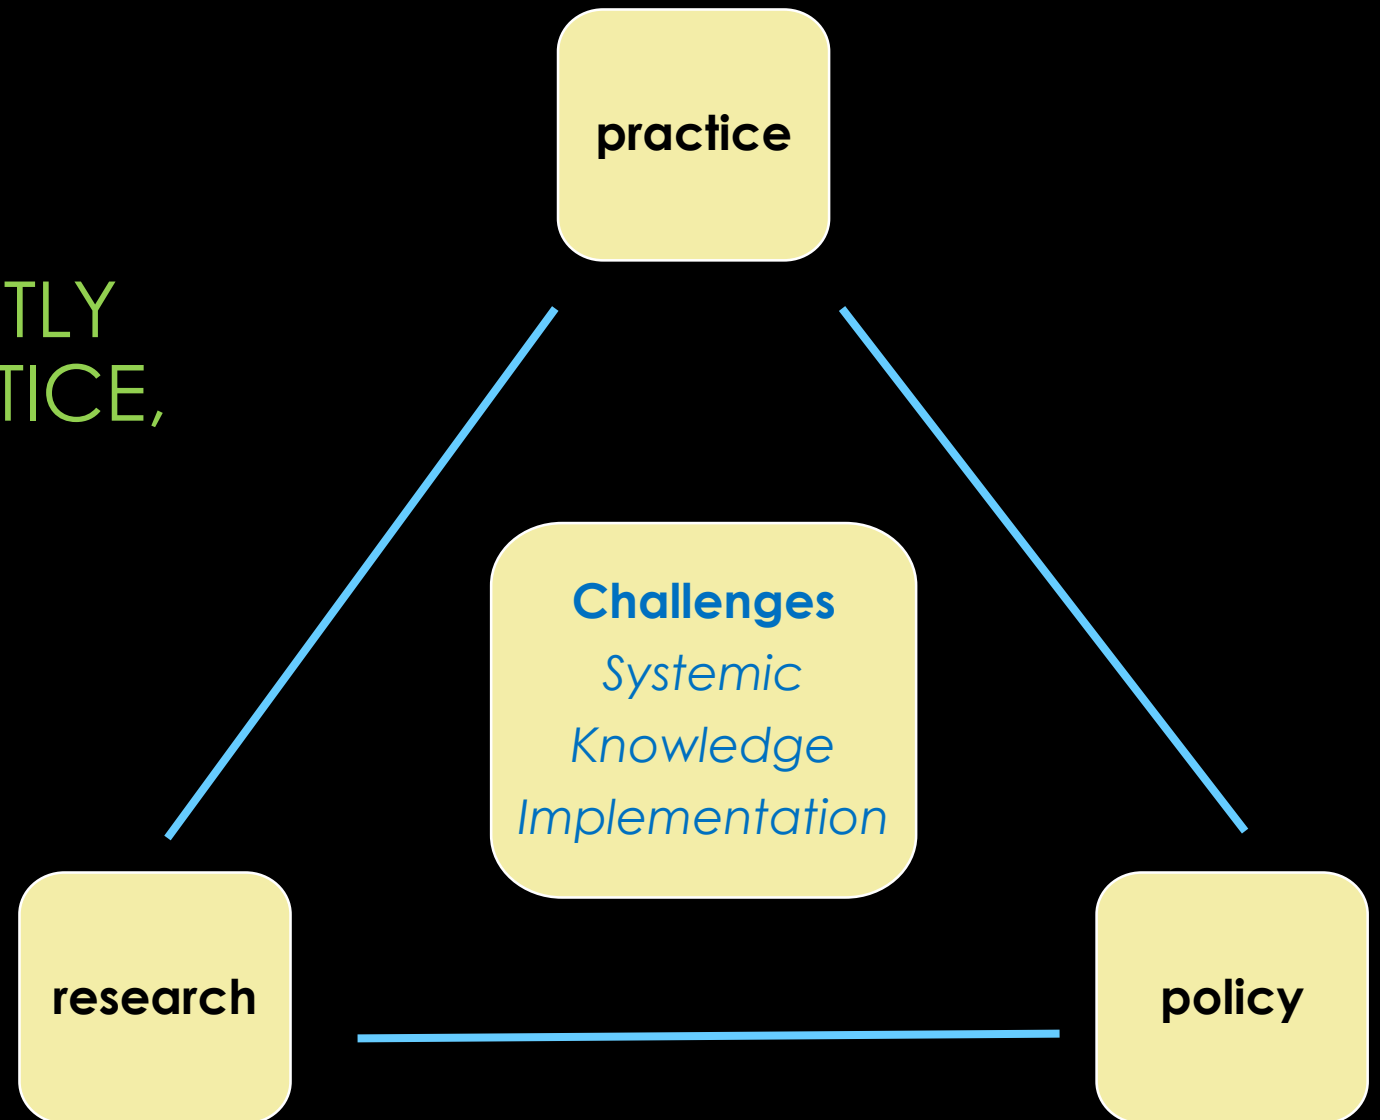 practice
TLY
TICE,
Challenges
Systemic
Knowledge
Implementation
research
policy